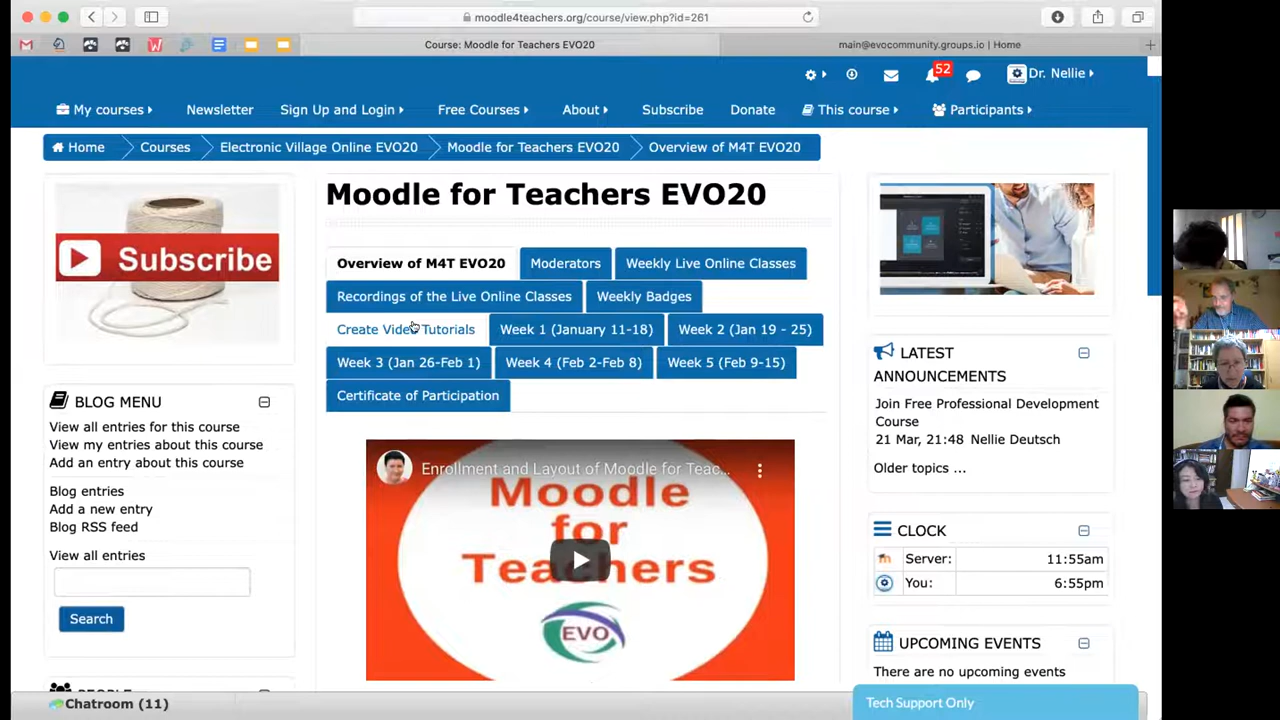 moodle4teachers.org/course/view.php?id=261
Course: Moodle for Teachers EVO20
main@evocommunity.groups.io | Home
52
Dr. Nellie
My courses
Newsletter
Sign Up and Login
Free Courses
About
Subscribe
Donate
This course
Participants
Home
Courses
Electronic Village Online EVO20
Moodle for Teachers EVO20
Overview of M4T EVO20
Subscribe
Moodle for Teachers EVO20
Overview of M4T EVO20
Moderators
Weekly Live Online Classes
Recordings of the Live Online Classes
Weekly Badges
Create Video Tutorials
Week 1 (January 11-18)
Week 2 (Jan 19 - 25)
Week 3 (Jan 26-Feb 1)
Week 4 (Feb 2-Feb 8)
Week 5 (Feb 9-15)
Certificate of Participation
BLOG MENU
View all entries for this course
View my entries about this course
Add an entry about this course
Blog entries
Add a new entry
Blog RSS feed
View all entries
Search
Enrollment and Layout of Moodle for Teac...
Moodle
for
Teachers
EVO
LATEST
ANNOUNCEMENTS
Join Free Professional Development
Course
21 Mar, 21:48 Nellie Deutsch
Older topics ...
CLOCK
Server: 11:55am
You: 6:55pm
UPCOMING EVENTS
There are no upcoming events
PEOPLE
Chatroom (11)
Tech Support Only